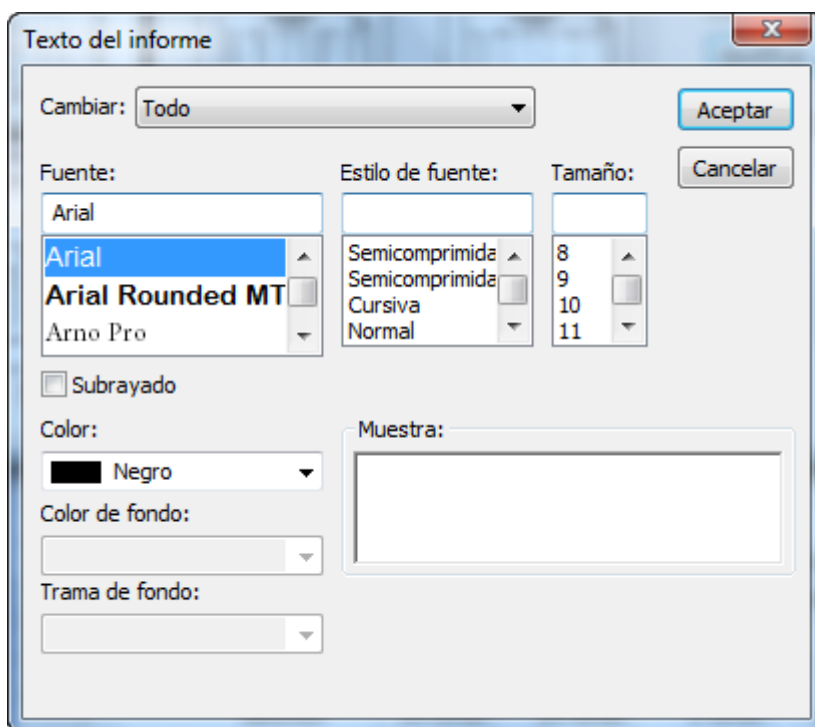 Texto del informe
Cambiar: Todo
Aceptar
Cancelar
Fuente:
Arial
Arial
Arial Rounded MT
Arno Pro
Estilo de fuente:
Semicomprimida
Semicomprimida
Cursiva
Normal
Tamaño:
8
9
10
11
Subrayado
Color:
Negro
Color de fondo:
Trama de fondo:
Muestra: